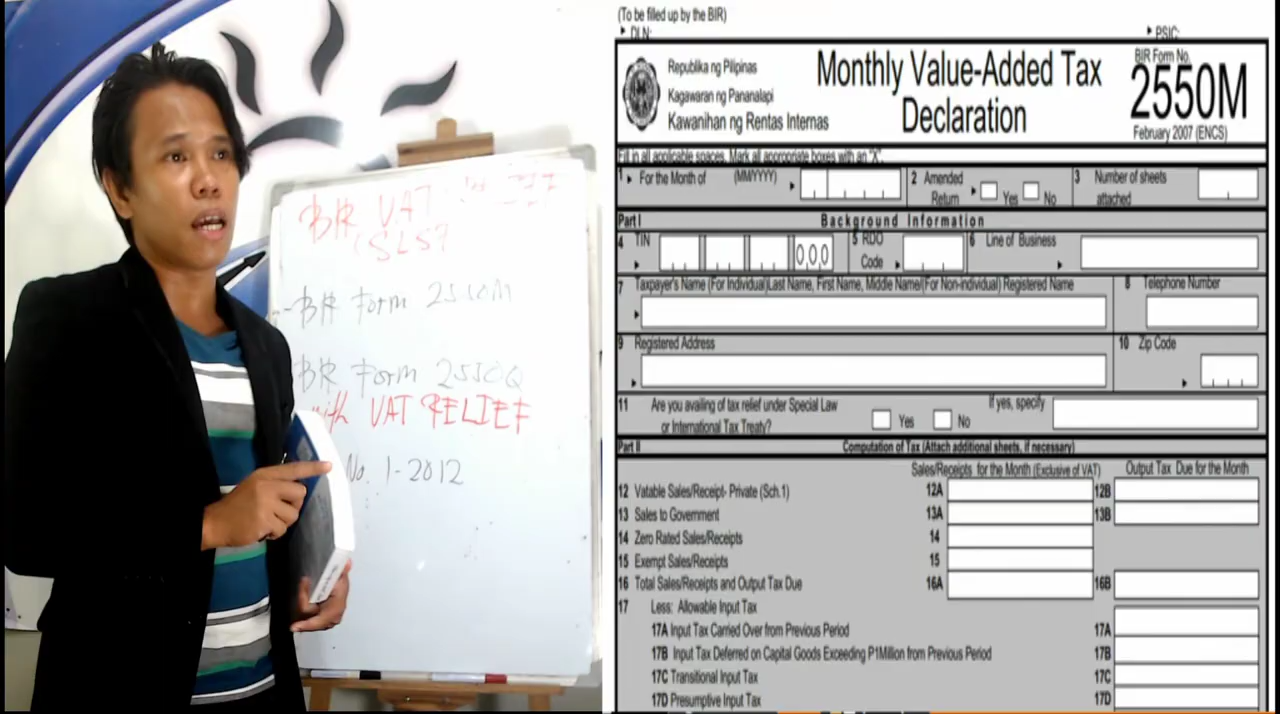 BIR VAT
(SLSP
- BIR Form 2550M
BIR Form 2550Q
with VAT RELIEF
No. 1-2012
(To be filled up by the BIR)
DLN:
PSIC:
Republika ng Pilipinas
Kagawaran ng Pananalapi
Kawanihan ng Rentas Internas
Monthly Value-Added Tax
Declaration
BIR Form No.
2550M
February 2007 (ENCS)
Fill in all applicable spaces. Mark all appropriate boxes with an "X".
1 For the Month of (MM/YYYY)
2 Amended Return Yes No
3 Number of sheets attached
Part I Background Information
4 TIN 0 0 0
5 RDO Code
6 Line of Business
7 Taxpayer's Name (For Individual)Last Name, First Name, Middle Name/(For Non-individual) Registered Name
8 Telephone Number
9 Registered Address
10 Zip Code
11 Are you availing of tax relief under Special Law
or International Tax Treaty? Yes No If yes, specify
Part II Computation of Tax (Attach additional sheets, if necessary)
Sales/Receipts for the Month (Exclusive of VAT) Output Tax Due for the Month
12 Vatable Sales/Receipt- Private (Sch.1) 12A 12B
13 Sales to Government 13A 13B
14 Zero Rated Sales/Receipts 14
15 Exempt Sales/Receipts 15
16 Total Sales/Receipts and Output Tax Due 16A 16B
17 Less: Allowable Input Tax
17A Input Tax Carried Over from Previous Period 17A
17B Input Tax Deferred on Capital Goods Exceeding P1Million from Previous Period 17B
17C Transitional Input Tax 17C
17D Presumptive Input Tax 17D